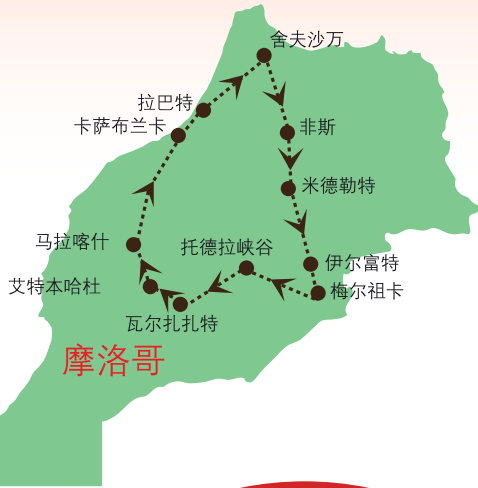 舍夫沙万
拉巴特
卡萨布兰卡
非斯
米德勒特
马拉喀什
托德拉峡谷
伊尔富特
艾特本哈杜
梅尔祖卡
瓦尔扎扎特
摩洛哥